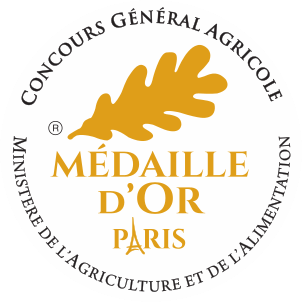 CONCOURS GÉNÉRAL AGRICOLE
®
MÉDAILLE
D'OR
PARIS
MINISTÈRE DE L'AGRICULTURE ET DE L'ALIMENTATION